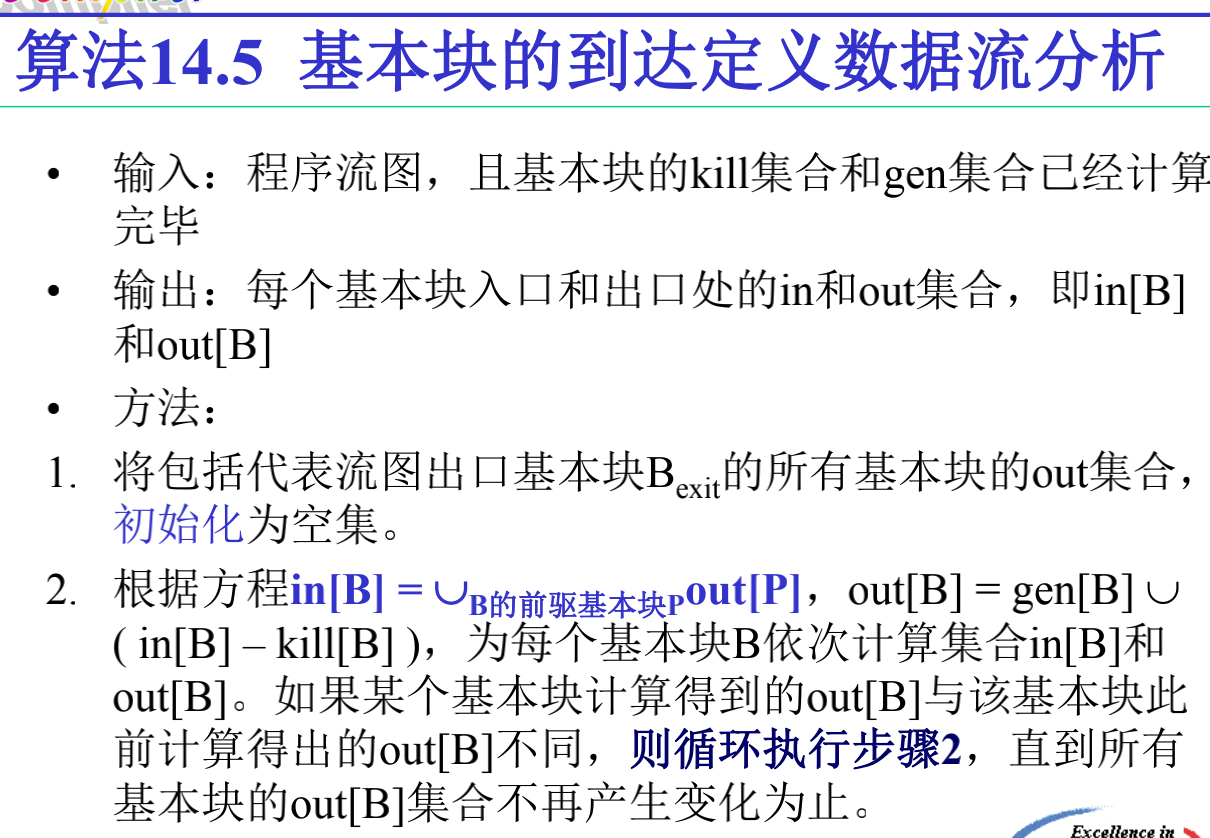 算法14.5 基本块的到达定义数据流分析
• 输入：程序流图，且基本块的kill集合和gen集合已经计算
完毕
• 输出：每个基本块入口和出口处的in和out集合，即in[B]
和out[B]
• 方法：
1. 将包括代表流图出口基本块Bexit的所有基本块的out集合，
初始化为空集。
2. 根据方程in[B] = ∪B的前驱基本块Pout[P]，out[B] = gen[B] ∪
( in[B] – kill[B] )，为每个基本块B依次计算集合in[B]和
out[B]。如果某个基本块计算得到的out[B]与该基本块此
前计算得出的out[B]不同，则循环执行步骤2，直到所有
基本块的out[B]集合不再产生变化为止。
Excellence in